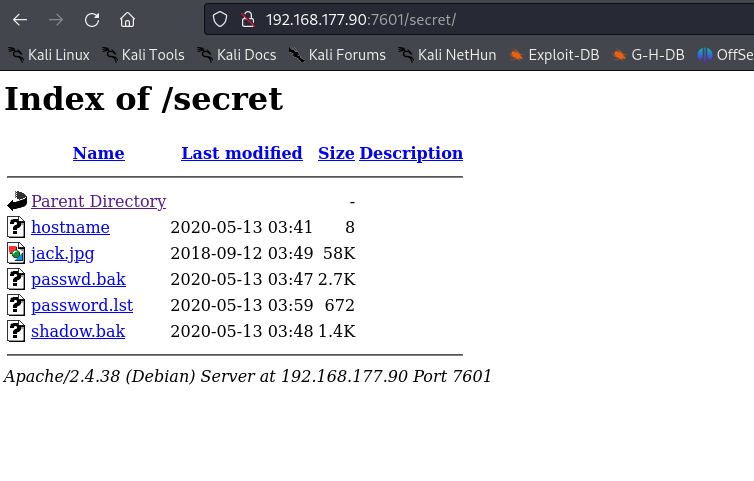 192.168.177.90:7601/secret/
Kali Linux Kali Tools Kali Docs Kali Forums Kali NetHun Exploit-DB G-H-DB OffSe
Index of /secret
Name Last modified Size Description
Parent Directory -
hostname 2020-05-13 03:41 8
jack.jpg 2018-09-12 03:49 58K
passwd.bak 2020-05-13 03:47 2.7K
password.lst 2020-05-13 03:59 672
shadow.bak 2020-05-13 03:48 1.4K
Apache/2.4.38 (Debian) Server at 192.168.177.90 Port 7601